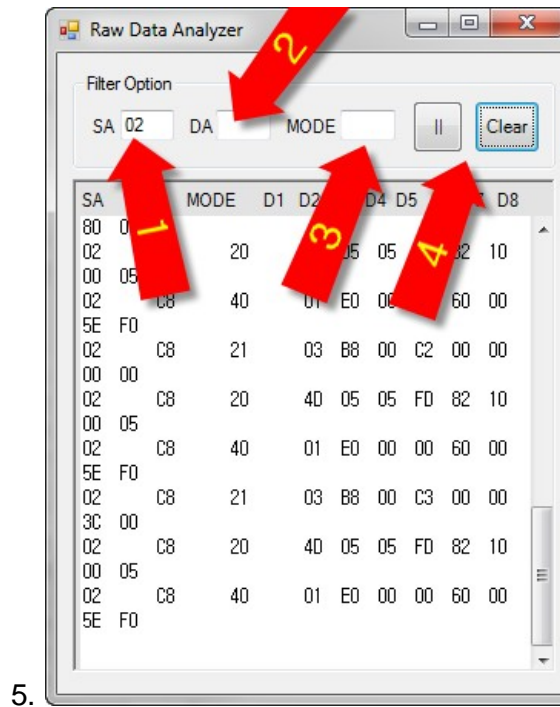 Raw Data Analyzer
Filter Option
SA 02 DA MODE II Clear
SA MODE D1 D2 D4 D5 D8
80
02 20 05 05 82 10
00 05
02 C8 40 01 E0 00 60 00
5E F0
02 C8 21 03 B8 00 C2 00 00
00 00
02 C8 20 4D 05 05 FD 82 10
00 05
02 C8 40 01 E0 00 00 60 00
5E F0
02 C8 21 03 B8 00 C3 00 00
3C 00
02 C8 20 4D 05 05 FD 82 10
00 05
02 C8 40 01 E0 00 00 60 00
5E F0
1
2
3
4
5.